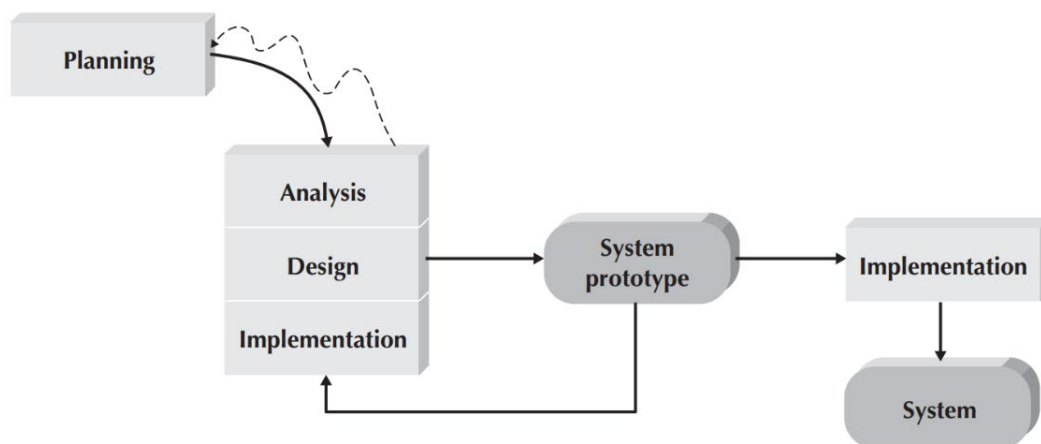 Planning
Analysis
Design
Implementation
System
prototype
Implementation
System